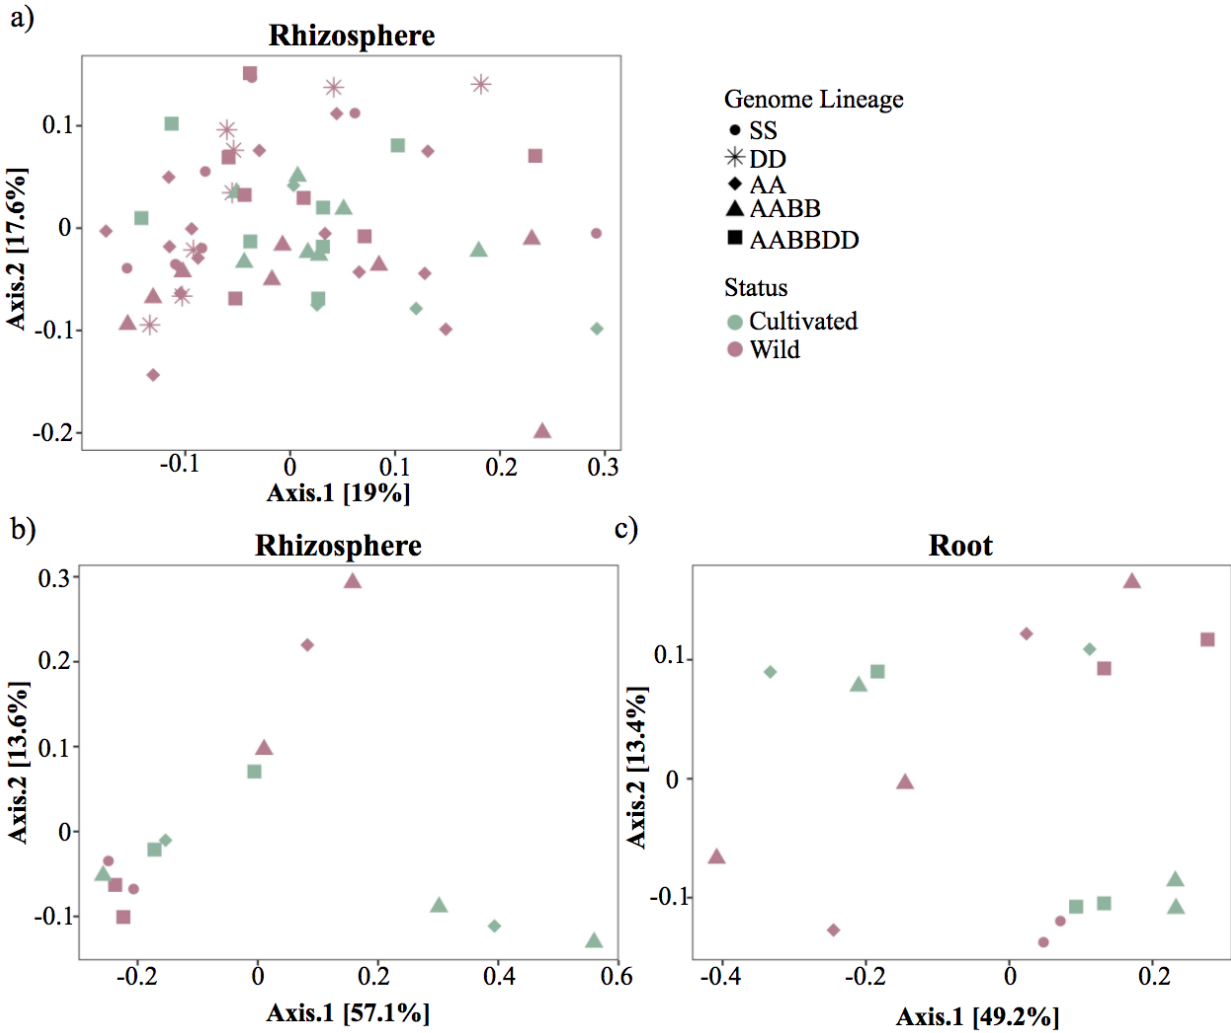 a)
Rhizosphere
0.1
0
-0.1
-0.2
Axis.2 [17.6%]
-0.1
0
0.1
0.2
0.3
Axis.1 [19%]
Genome Lineage
SS
DD
AA
AABB
AABBDD
Status
Cultivated
Wild
b)
Rhizosphere
0.3
0.2
0.1
0
-0.1
Axis.2 [13.6%]
-0.2
0
0.2
0.4
0.6
Axis.1 [57.1%]
c)
Root
0.1
0
-0.1
Axis.2 [13.4%]
-0.4
-0.2
0
0.2
Axis.1 [49.2%]